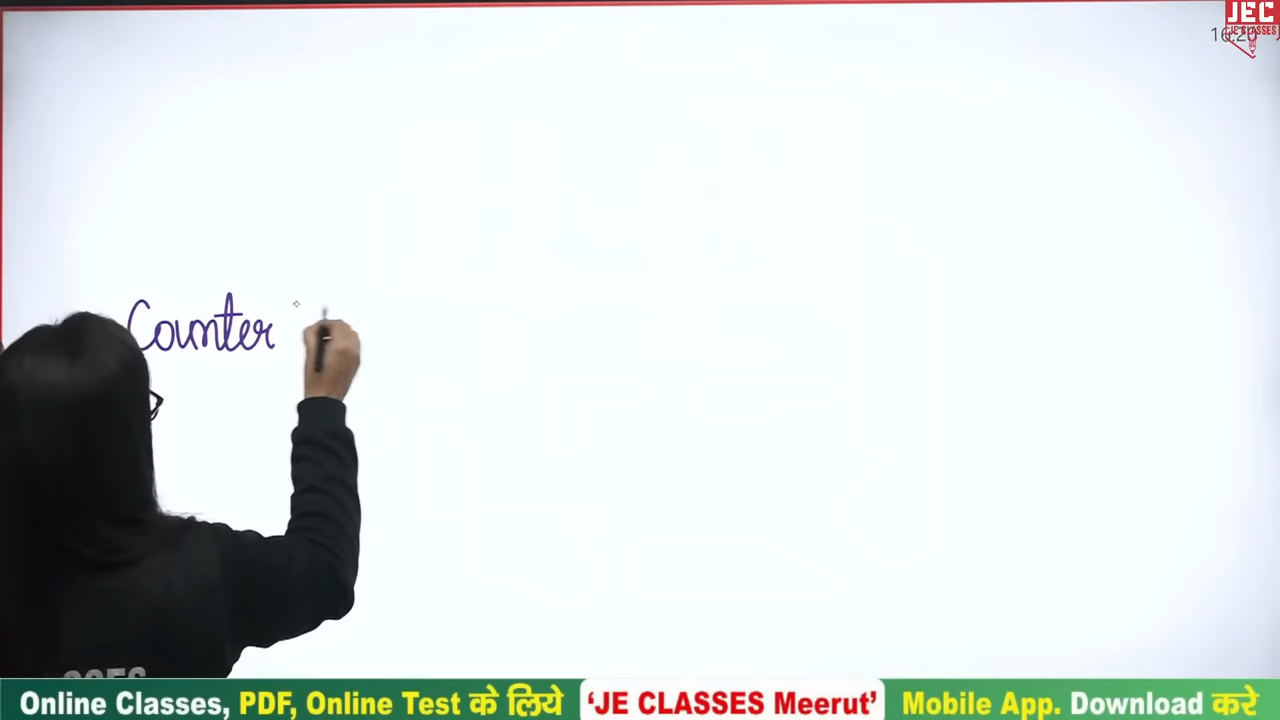 JEC
JE CLASSES
Counter
Online Classes, PDF, Online Test के लिये 'JE CLASSES Meerut' Mobile App. Download करे